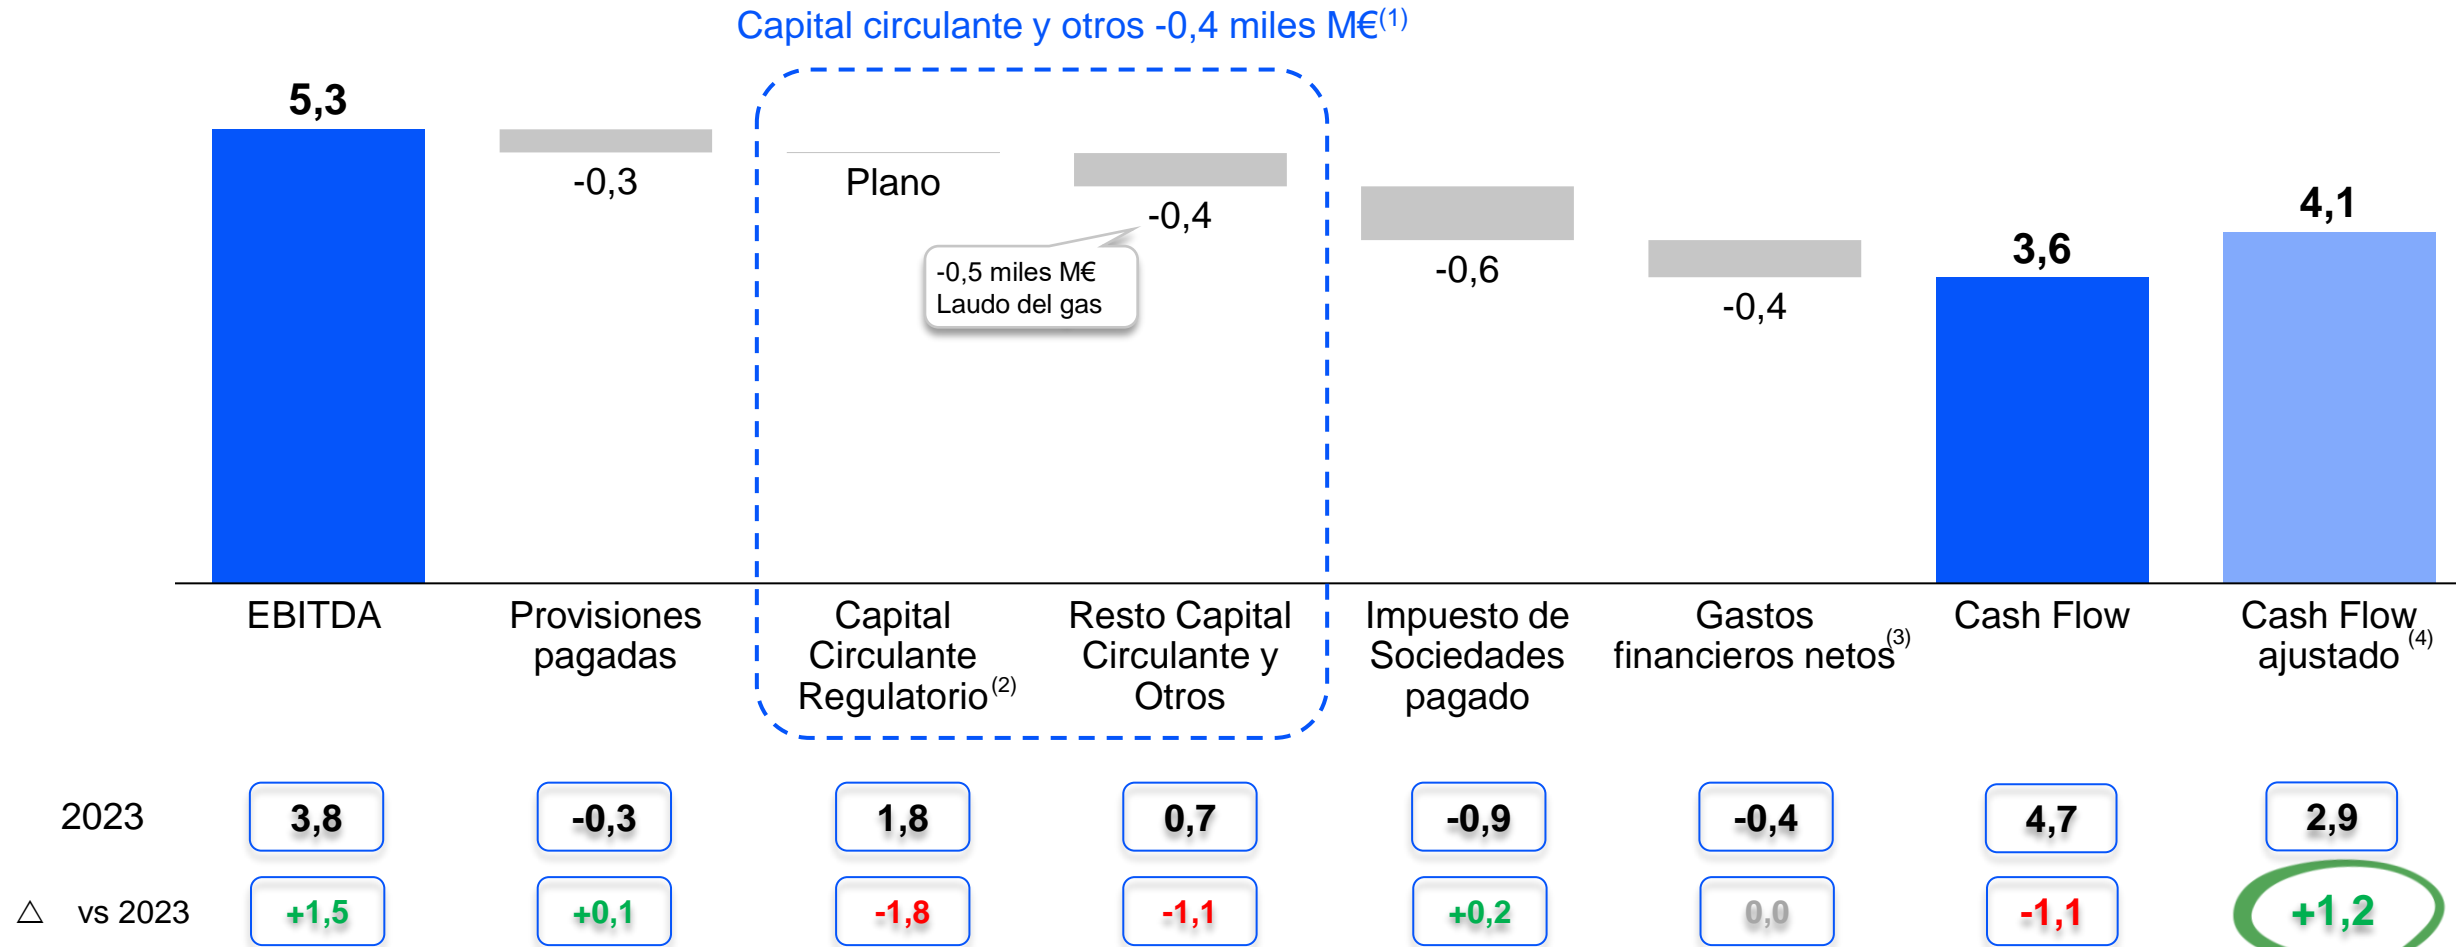 Capital circulante y otros -0,4 miles M€(1)
5,3
-0,3
Plano
-0,4
-0,5 miles M€
Laudo del gas
-0,6
-0,4
3,6
4,1
EBITDA
Provisiones
pagadas
Capital
Circulante
Regulatorio(2)
Resto Capital
Circulante y
Otros
Impuesto de
Sociedades
pagado
Gastos
financieros netos(3)
Cash Flow
Cash Flow
ajustado(4)
2023 3,8 -0,3 1,8 0,7 -0,9 -0,4 4,7 2,9
△ vs 2023 +1,5 +0,1 -1,8 -1,1 +0,2 0,0 -1,1 +1,2